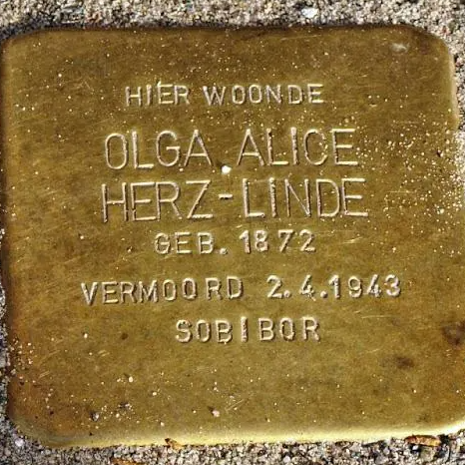 HIER WOONDE
OLGA ALICE
HERZ-LINDE
GEB. 1872
VERMOORD 2.4.1943
SOBIBOR